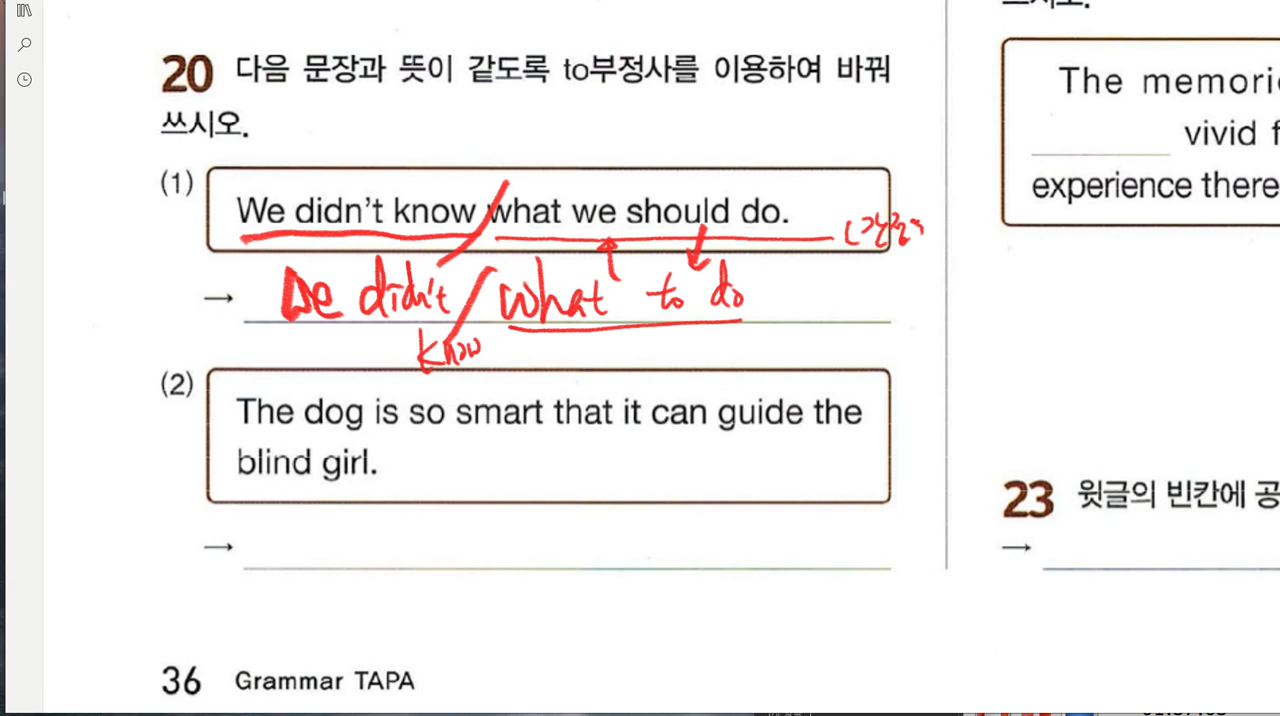 쓰시오.
20 다음 문장과 뜻이 같도록 to부정사를 이용하여 바꿔
쓰시오.
(1) We didn't know what we should do.
→ We didn't know what to do
(2) The dog is so smart that it can guide the
blind girl.
→
36 Grammar TAPA
The memori
vivid f
experience there
23 윗글의 빈칸에 공
→